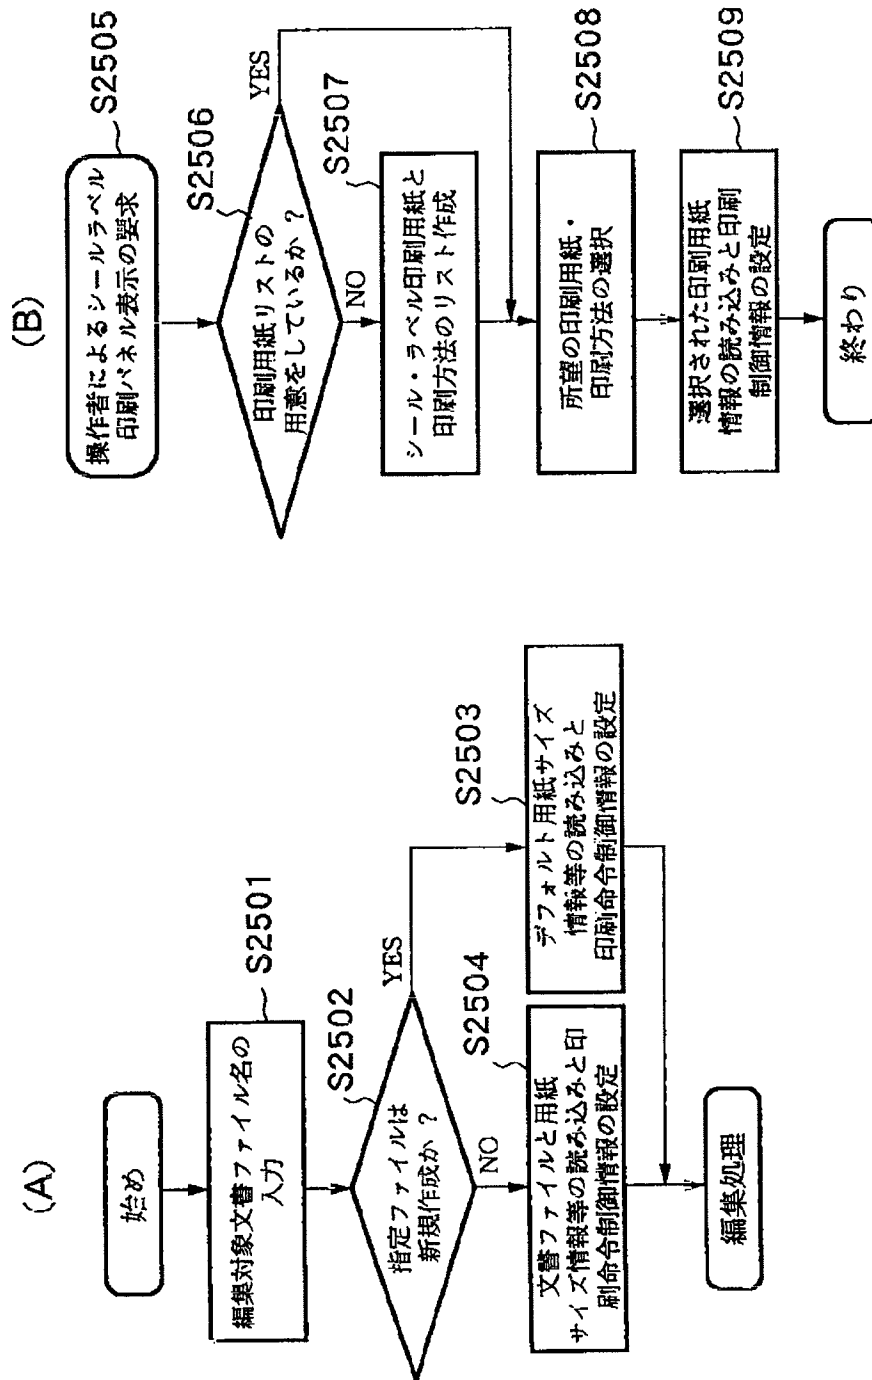 (A)
始め
編集対象文書ファイル名の
入力
S2501
指定ファイルは
新規作成か？
S2502
YES
NO
デフォルト用紙サイズ
情報等の読み込みと
印刷命令制御情報の設定
S2503
文書ファイルと用紙
サイズ情報等の読み込みと印
刷命令制御情報の設定
S2504
編集処理
(B)
操作者によるシールラベル
印刷パネル表示の要求
S2505
印刷用紙リストの
用意をしているか？
S2506
YES
NO
シール・ラベル印刷用紙と
印刷方法のリスト作成
S2507
所望の印刷用紙・
印刷方法の選択
S2508
選択された印刷用紙
情報の読み込みと印刷
制御情報の設定
S2509
終わり